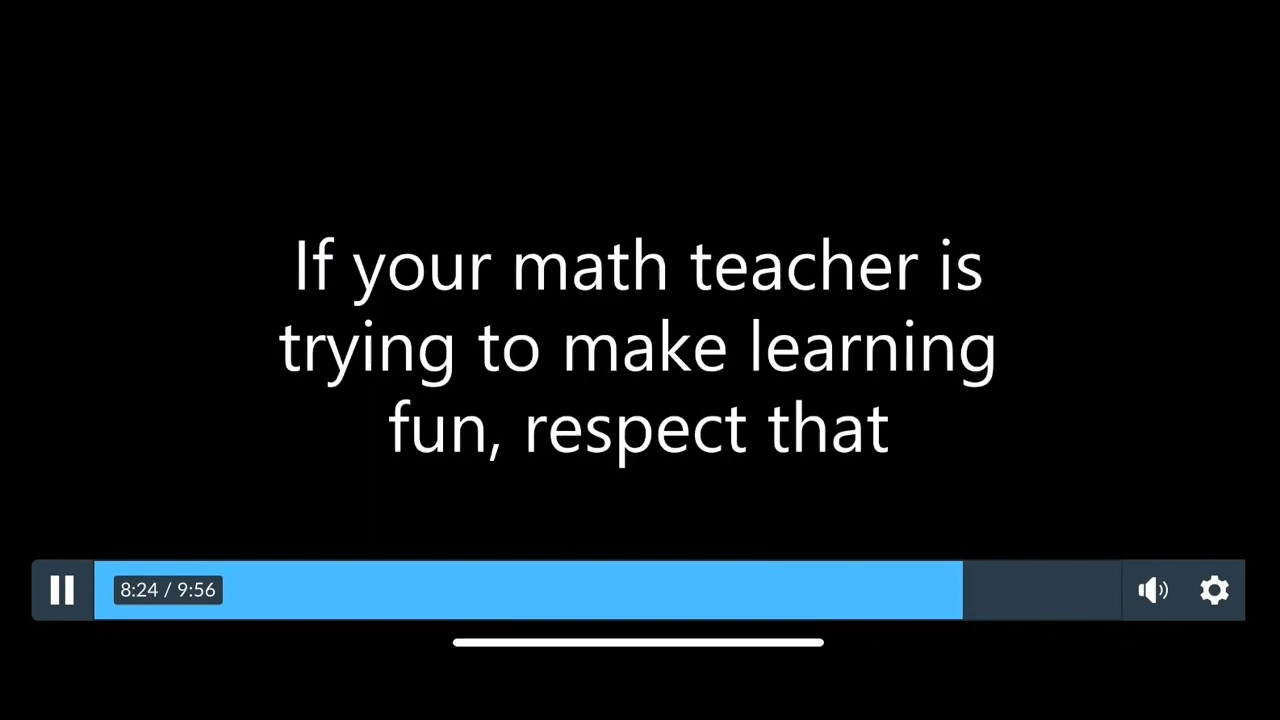 If your math teacher is
trying to make learning
fun, respect that
8:24 / 9:56